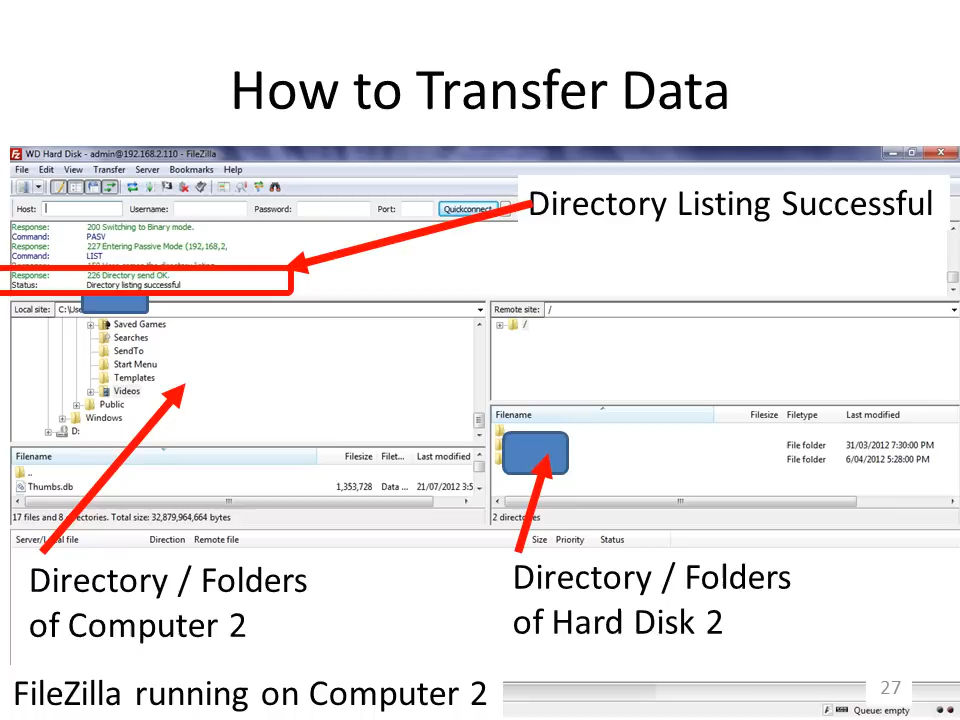 How to Transfer Data
WD Hard Disk - admin@192.168.2.110 - FileZilla
File Edit View Transfer Server Bookmarks Help
Directory Listing Successful
Host: Username: Password: Port: Quickconnect
Response: 200 Switching to Binary mode.
Command: PASV
Response: 227 Entering Passive Mode (192,168,2,
Command: LIST
Response: 150 Here comes the directory listing.
Response: 226 Directory send OK.
Status: Directory listing successful
Local site: C:\Use
Remote site: /
Saved Games
Searches
SendTo
Start Menu
Templates
Videos
Public
Windows
D:
/
Filename Filesize Filet... Last modified
..
Thumbs.db 1,353,728 Data ... 21/07/2012 3:5
17 files and 8 directories. Total size: 32,879,964,664 bytes
Filename Filesize Filetype Last modified
File folder 31/03/2012 7:30:00 PM
File folder 6/04/2012 5:28:00 PM
2 directories
Server/Local file Direction Remote file Size Priority Status
Directory / Folders
of Computer 2
Directory / Folders
of Hard Disk 2
FileZilla running on Computer 2
27
Queue: empty